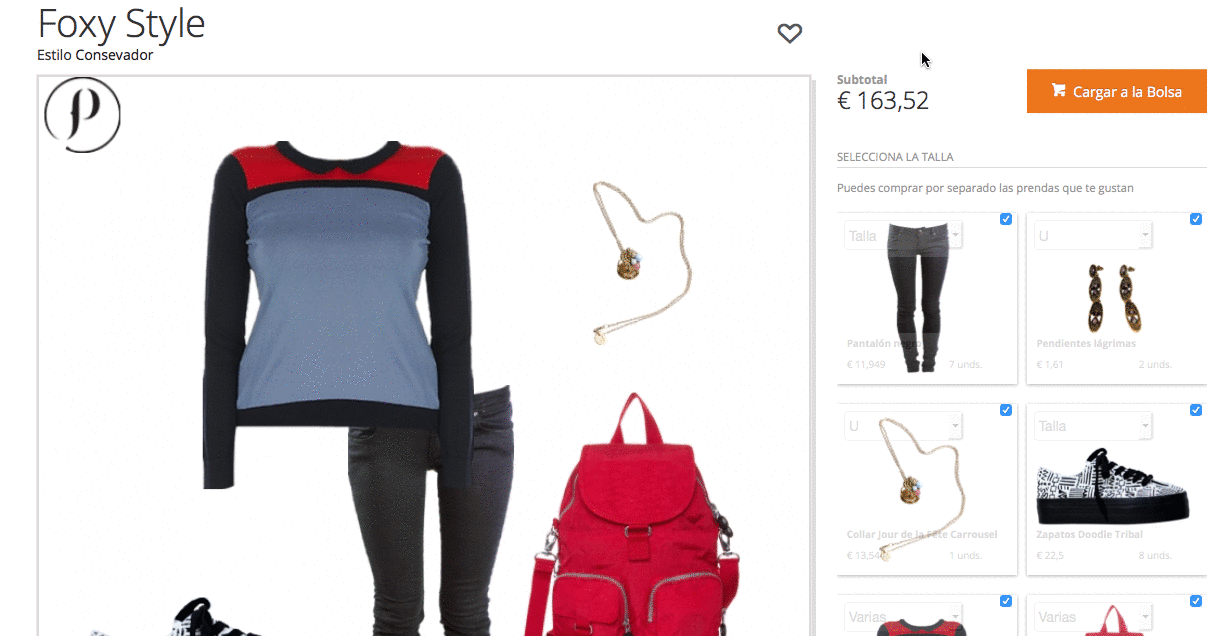 Foxy Style
Estilo Consevador
P
Subtotal
€ 163,52
Cargar a la Bolsa
SELECCIONA LA TALLA
Puedes comprar por separado las prendas que te gustan
Talla
U
Pantalón negro
Pendientes lágrimas
€ 11,949
7 unds.
€ 1,61
2 unds.
U
Talla
Collar Jour de la Fête Carrousel
Zapatos Doodle Tribal
€ 13,54
1 unds.
€ 22,5
8 unds.
Varias
Varias